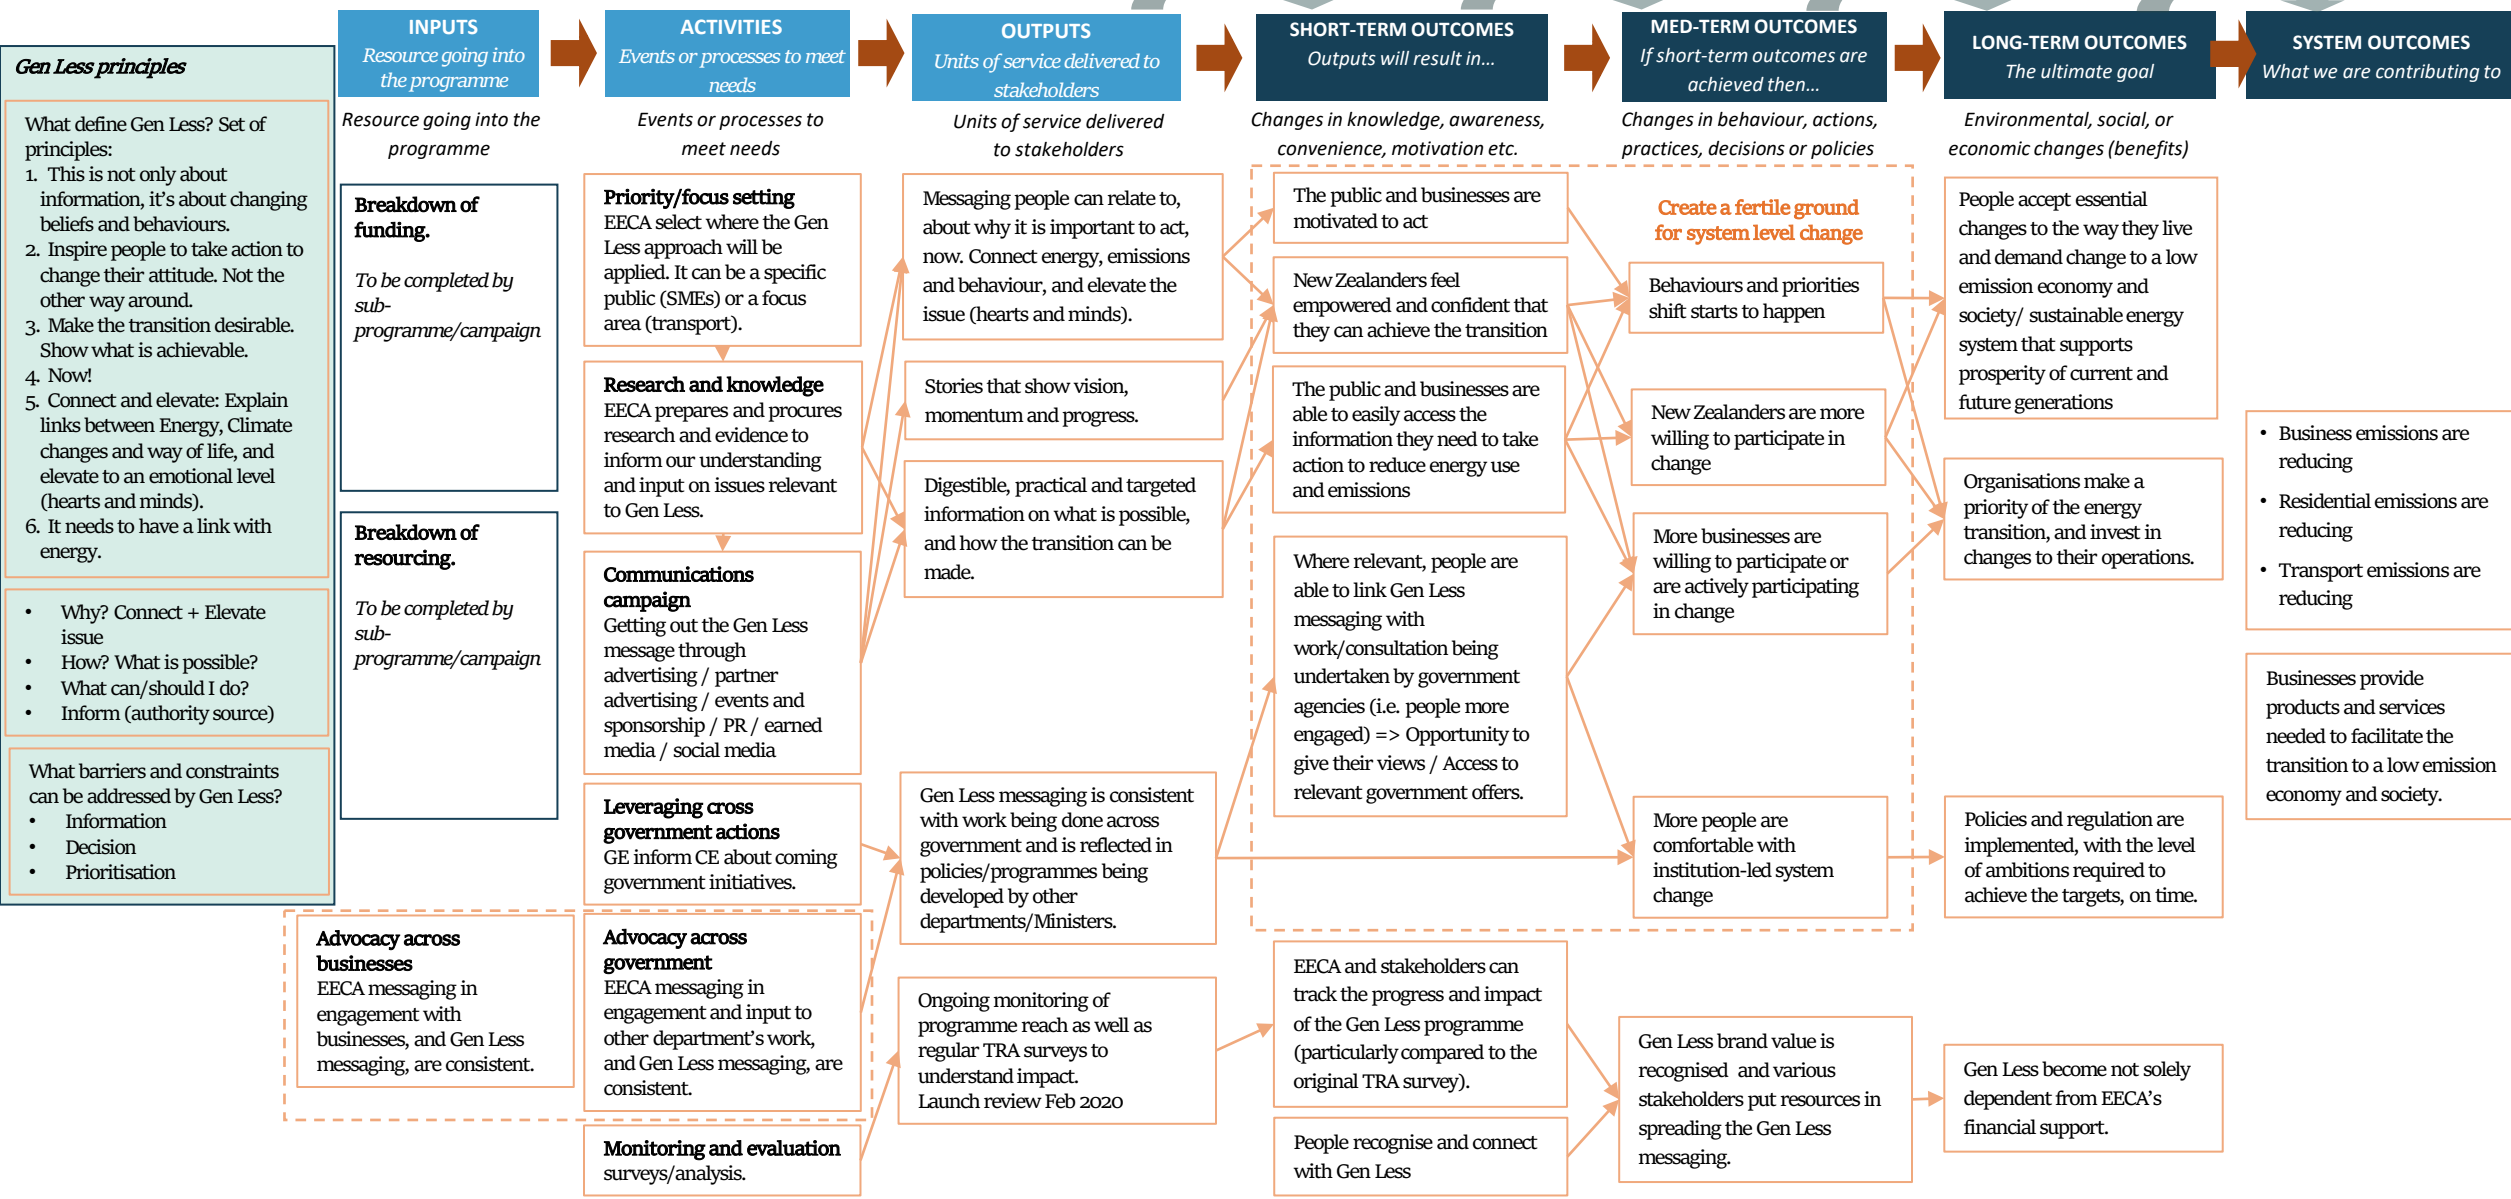 INPUTS
Resource going into
the programme
ACTIVITIES
Events or processes to meet
needs
OUTPUTS
Units of service delivered to
stakeholders
SHORT-TERM OUTCOMES
Outputs will result in...
MED-TERM OUTCOMES
If short-term outcomes are
achieved then...
LONG-TERM OUTCOMES
The ultimate goal
SYSTEM OUTCOMES
What we are contributing to
Resource going into the
programme
Events or processes to
meet needs
Units of service delivered
to stakeholders
Changes in knowledge, awareness,
convenience, motivation etc.
Changes in behaviour, actions,
practices, decisions or policies
Environmental, social, or
economic changes (benefits)
Gen Less principles
What define Gen Less? Set of
principles:
1. This is not only about
information, it's about changing
beliefs and behaviours.
2. Inspire people to take action to
change their attitude. Not the
other way around.
3. Make the transition desirable.
Show what is achievable.
4. Now!
5. Connect and elevate: Explain
links between Energy, Climate
changes and way of life, and
elevate to an emotional level
(hearts and minds).
6. It needs to have a link with
energy.
• Why? Connect + Elevate
issue
• How? What is possible?
• What can/should I do?
• Inform (authority source)
What barriers and constraints
can be addressed by Gen Less?
• Information
• Decision
• Prioritisation
Breakdown of
funding.
To be completed by
sub-
programme/campaign
Breakdown of
resourcing.
To be completed by
sub-
programme/campaign
Advocacy across
businesses
EECA messaging in
engagement with
businesses, and Gen Less
messaging, are consistent.
Priority/focus setting
EECA select where the Gen
Less approach will be
applied. It can be a specific
public (SMEs) or a focus
area (transport).
Research and knowledge
EECA prepares and procures
research and evidence to
inform our understanding
and input on issues relevant
to Gen Less.
Communications
campaign
Getting out the Gen Less
message through
advertising / partner
advertising / events and
sponsorship / PR / earned
media / social media
Leveraging cross
government actions
GE inform CE about coming
government initiatives.
Advocacy across
government
EECA messaging in
engagement and input to
other department's work,
and Gen Less messaging, are
consistent.
Monitoring and evaluation
surveys/analysis.
Messaging people can relate to,
about why it is important to act,
now. Connect energy, emissions
and behaviour, and elevate the
issue (hearts and minds).
Stories that show vision,
momentum and progress.
Digestible, practical and targeted
information on what is possible,
and how the transition can be
made.
Gen Less messaging is consistent
with work being done across
government and is reflected in
policies/programmes being
developed by other
departments/Ministers.
Ongoing monitoring of
programme reach as well as
regular TRA surveys to
understand impact.
Launch review Feb 2020
The public and businesses are
motivated to act
New Zealanders feel
empowered and confident that
they can achieve the transition
The public and businesses are
able to easily access the
information they need to take
action to reduce energy use
and emissions
Where relevant, people are
able to link Gen Less
messaging with
work/consultation being
undertaken by government
agencies (i.e. people more
engaged) => Opportunity to
give their views / Access to
relevant government offers.
EECA and stakeholders can
track the progress and impact
of the Gen Less programme
(particularly compared to the
original TRA survey).
People recognise and connect
with Gen Less
Create a fertile ground
for system level change
Behaviours and priorities
shift starts to happen
New Zealanders are more
willing to participate in
change
More businesses are
willing to participate or
are actively participating
in change
More people are
comfortable with
institution-led system
change
Gen Less brand value is
recognised and various
stakeholders put resources in
spreading the Gen Less
messaging.
People accept essential
changes to the way they live
and demand change to a low
emission economy and
society/ sustainable energy
system that supports
prosperity of current and
future generations
Organisations make a
priority of the energy
transition, and invest in
changes to their operations.
Policies and regulation are
implemented, with the level
of ambitions required to
achieve the targets, on time.
Gen Less become not solely
dependent from EECA's
financial support.
• Business emissions are
reducing
• Residential emissions are
reducing
• Transport emissions are
reducing
Businesses provide
products and services
needed to facilitate the
transition to a low emission
economy and society.